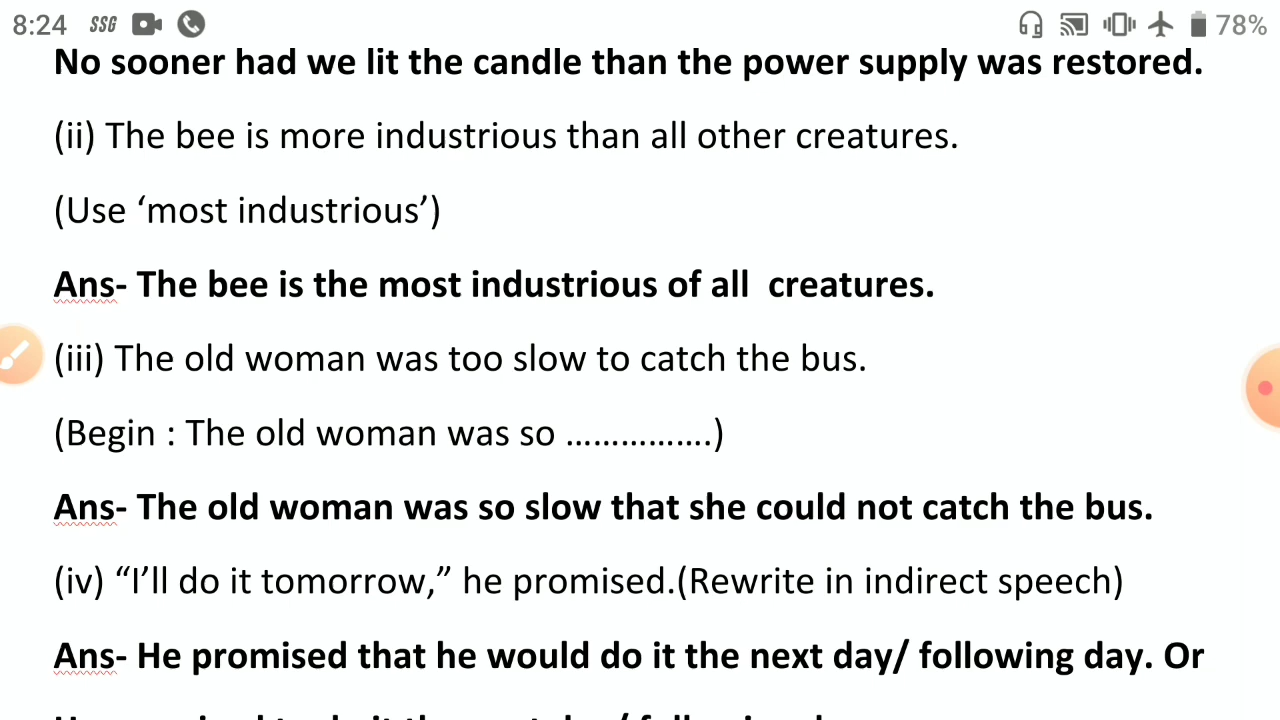 8:24 SSG 78%
No sooner had we lit the candle than the power supply was restored.
(ii) The bee is more industrious than all other creatures.
(Use ‘most industrious’)
Ans- The bee is the most industrious of all  creatures.
(iii) The old woman was too slow to catch the bus.
(Begin : The old woman was so …………….)
Ans- The old woman was so slow that she could not catch the bus.
(iv) “I’ll do it tomorrow,” he promised.(Rewrite in indirect speech)
Ans- He promised that he would do it the next day/ following day. Or